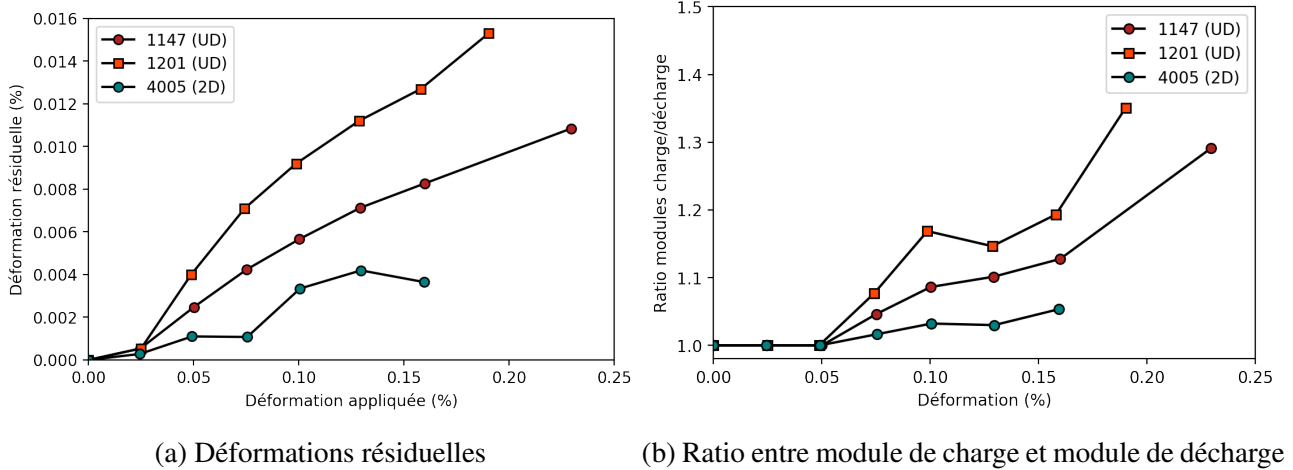 0.016
0.014
0.012
0.010
0.008
0.006
0.004
0.002
0.000
Déformation résiduelle (%)
1147 (UD)
1201 (UD)
4005 (2D)
0.00 0.05 0.10 0.15 0.20 0.25
Déformation appliquée (%)
(a) Déformations résiduelles
1.5
1.4
1.3
1.2
1.1
1.0
Ratio modules charge/décharge
1147 (UD)
1201 (UD)
4005 (2D)
0.00 0.05 0.10 0.15 0.20 0.25
Déformation (%)
(b) Ratio entre module de charge et module de décharge